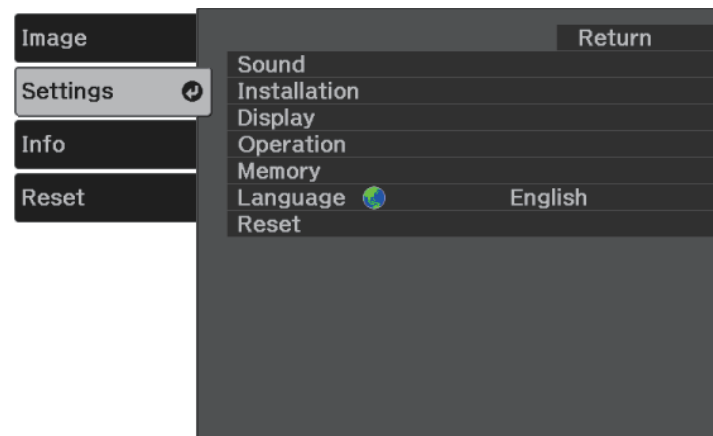 Image
Settings
Info
Reset
Return
Sound
Installation
Display
Operation
Memory
Language English
Reset